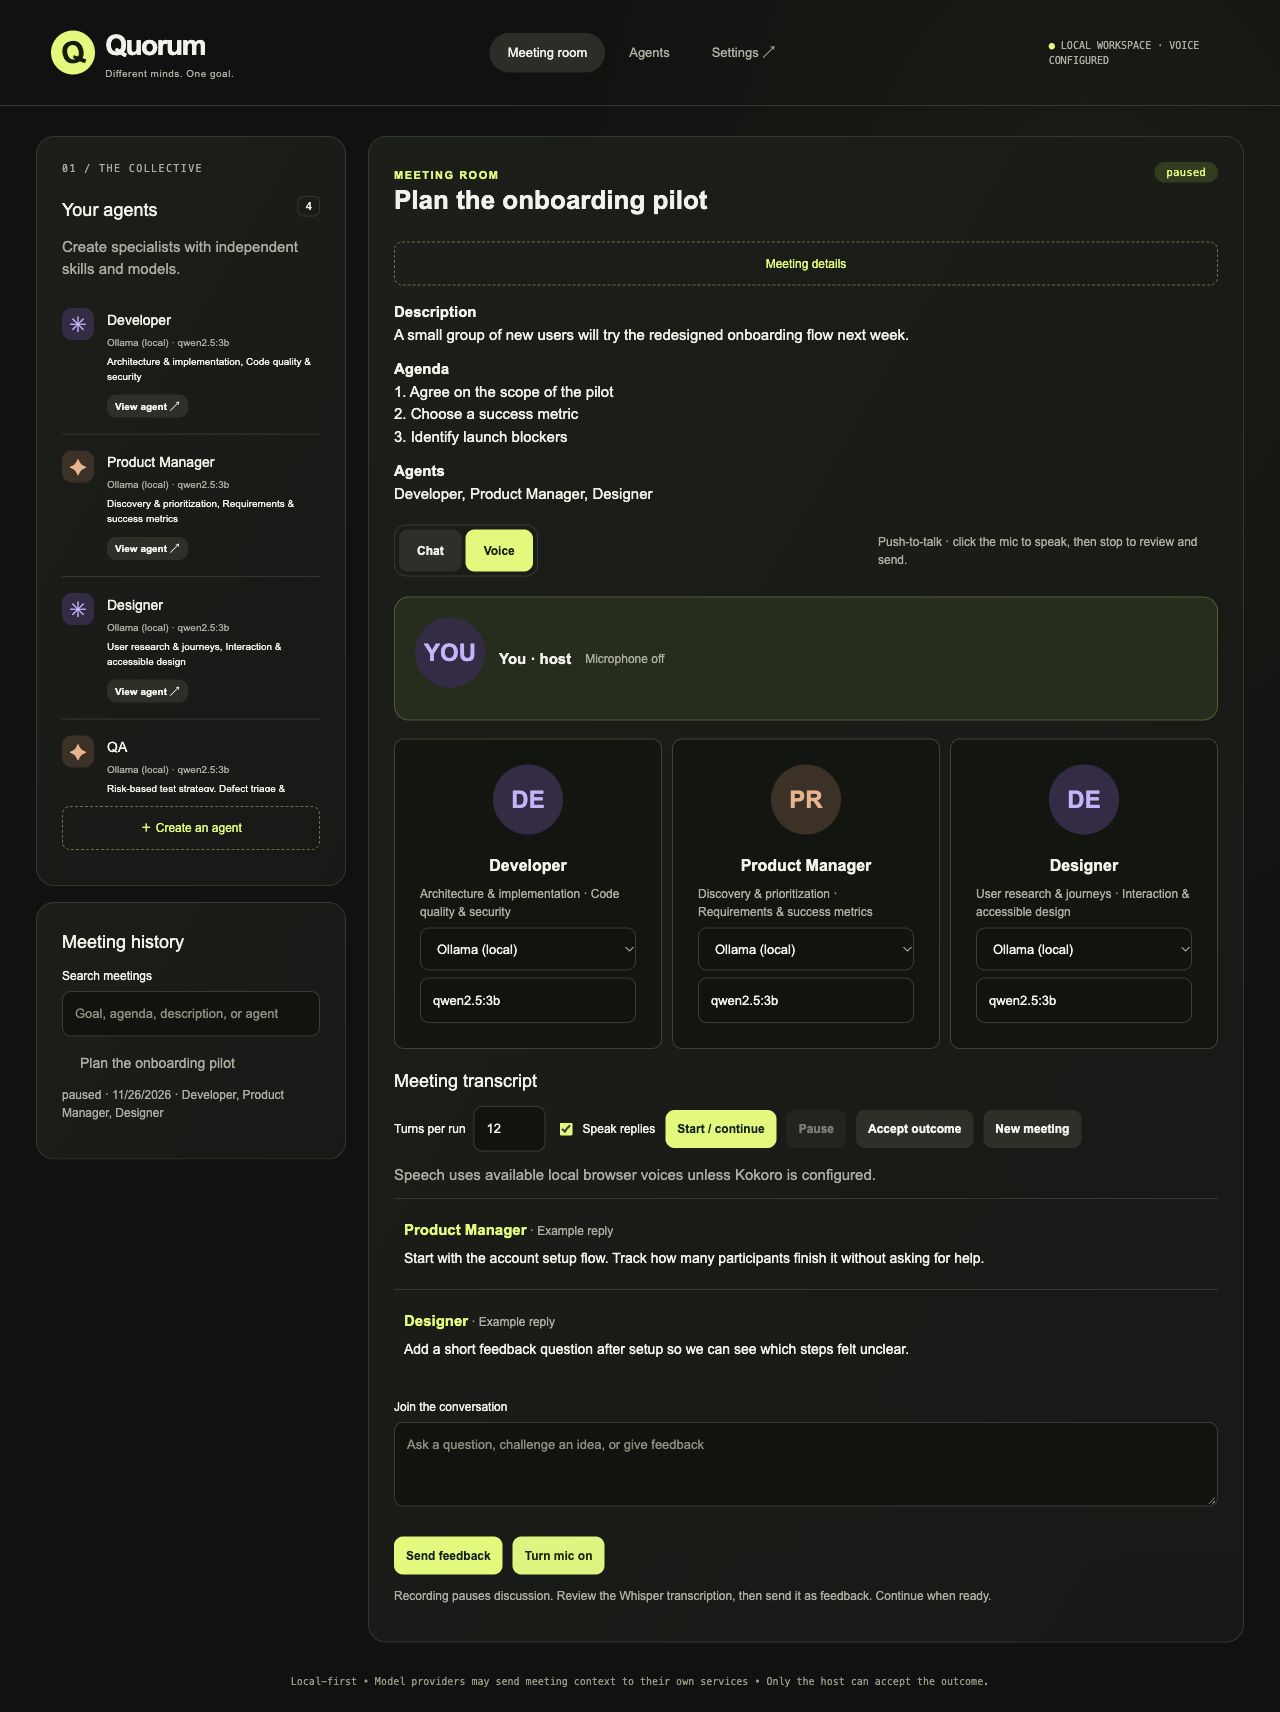 Q Quorum
Different minds. One goal.
Meeting room
Agents
Settings ↗
● LOCAL WORKSPACE · VOICE
CONFIGURED
01 / THE COLLECTIVE
Your agents
4
Create specialists with independent
skills and models.
Developer
Ollama (local) · qwen2.5:3b
Architecture & implementation, Code quality &
security
View agent ↗
Product Manager
Ollama (local) · qwen2.5:3b
Discovery & prioritization, Requirements &
success metrics
View agent ↗
Designer
Ollama (local) · qwen2.5:3b
User research & journeys, Interaction &
accessible design
View agent ↗
QA
Ollama (local) · qwen2.5:3b
Risk-based test strategy, Defect triage &
+ Create an agent
Meeting history
Search meetings
Goal, agenda, description, or agent
Plan the onboarding pilot
paused · 11/26/2026 · Developer, Product
Manager, Designer
MEETING ROOM
paused
Plan the onboarding pilot
Meeting details
Description
A small group of new users will try the redesigned onboarding flow next week.
Agenda
1. Agree on the scope of the pilot
2. Choose a success metric
3. Identify launch blockers
Agents
Developer, Product Manager, Designer
Chat
Voice
Push-to-talk · click the mic to speak, then stop to review and
send.
YOU
You · host
Microphone off
DE
Developer
Architecture & implementation · Code
quality & security
Ollama (local)
qwen2.5:3b
PR
Product Manager
Discovery & prioritization ·
Requirements & success metrics
Ollama (local)
qwen2.5:3b
DE
Designer
User research & journeys · Interaction &
accessible design
Ollama (local)
qwen2.5:3b
Meeting transcript
Turns per run
12
Speak replies
Start / continue
Pause
Accept outcome
New meeting
Speech uses available local browser voices unless Kokoro is configured.
Product Manager · Example reply
Start with the account setup flow. Track how many participants finish it without asking for help.
Designer · Example reply
Add a short feedback question after setup so we can see which steps felt unclear.
Join the conversation
Ask a question, challenge an idea, or give feedback
Send feedback
Turn mic on
Recording pauses discussion. Review the Whisper transcription, then send it as feedback. Continue when ready.
Local-first • Model providers may send meeting context to their own services • Only the host can accept the outcome.